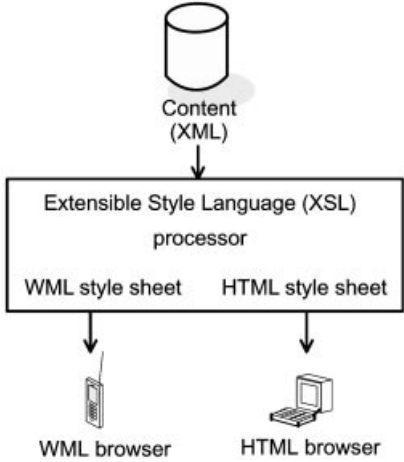 Content
(XML)
Extensible Style Language (XSL)
processor
WML style sheet
HTML style sheet
WML browser
HTML browser